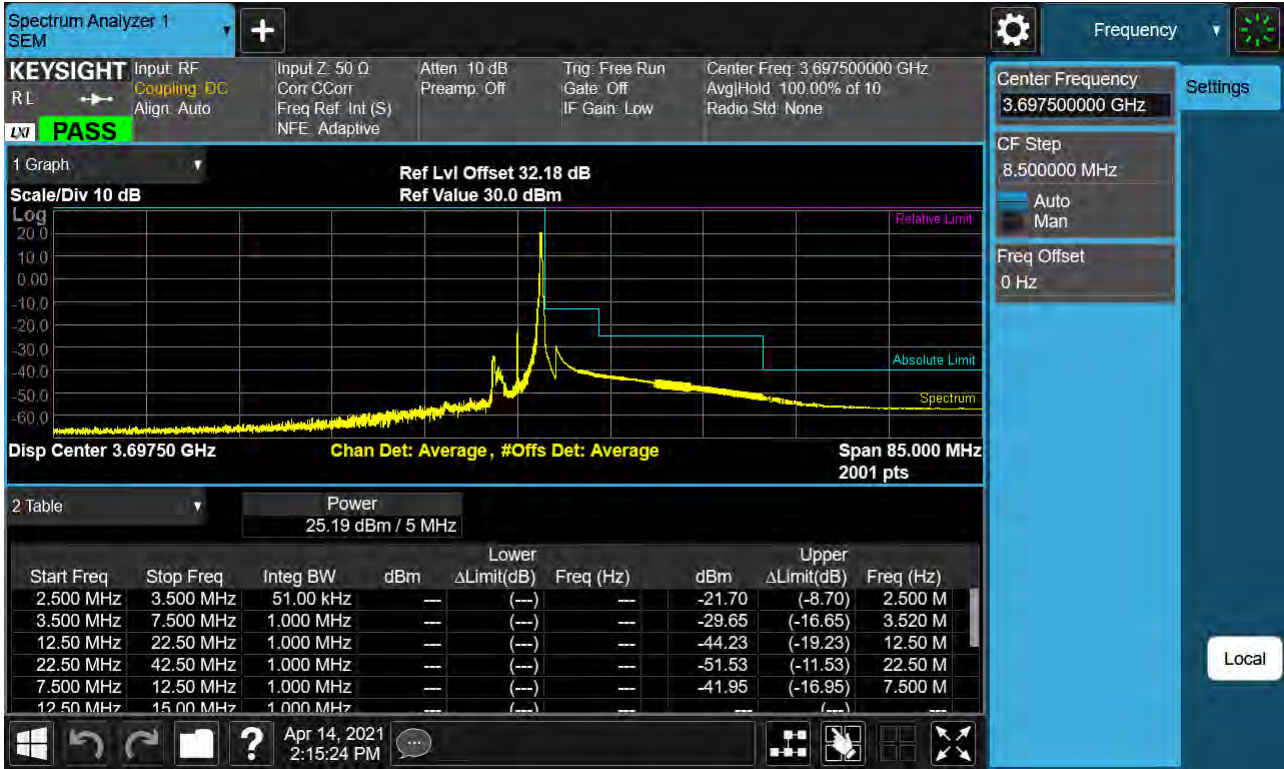 Spectrum Analyzer 1
SEM
+
Frequency
KEYSIGHT
RL
LXI PASS
Input: RF
Coupling: DC
Align: Auto
Input Z: 50 Ω
Corr CCorr
Freq Ref: Int (S)
NFE: Adaptive
Atten: 10 dB
Preamp: Off
Trig: Free Run
Gate: Off
IF Gain: Low
Center Freq: 3.697500000 GHz
Avg|Hold: 100.00% of 10
Radio Std: None
Center Frequency
3.697500000 GHz
Settings
CF Step
8.500000 MHz
Auto
Man
Freq Offset
0 Hz
1 Graph
Scale/Div 10 dB
Ref Lvl Offset 32.18 dB
Ref Value 30.0 dBm
Log
20.0
10.0
0.00
-10.0
-20.0
-30.0
-40.0
-50.0
-60.0
Relative Limit
Absolute Limit
Spectrum
Disp Center 3.69750 GHz
Chan Det: Average, #Offs Det: Average
Span 85.000 MHz
2001 pts
2 Table
Power
25.19 dBm / 5 MHz
Lower Upper
Start Freq Stop Freq Integ BW dBm ΔLimit(dB) Freq (Hz) dBm ΔLimit(dB) Freq (Hz)
2.500 MHz 3.500 MHz 51.00 kHz --- (---) --- -21.70 (-8.70) 2.500 M
3.500 MHz 7.500 MHz 1.000 MHz --- (---) --- -29.65 (-16.65) 3.520 M
12.50 MHz 22.50 MHz 1.000 MHz --- (---) --- -44.23 (-19.23) 12.50 M
22.50 MHz 42.50 MHz 1.000 MHz --- (---) --- -51.53 (-11.53) 22.50 M
7.500 MHz 12.50 MHz 1.000 MHz --- (---) --- -41.95 (-16.95) 7.500 M
12.50 MHz 15.00 MHz 1.000 MHz --- (---) --- --- (---) ---
Local
?
Apr 14, 2021
2:15:24 PM